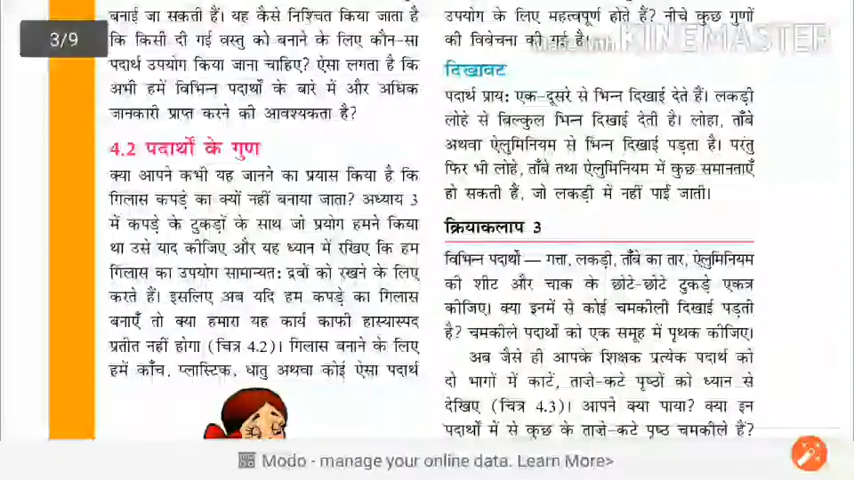 बनाई जा सकती हैं। यह कैसे निश्चित किया जाता है
कि किसी दी गई वस्तु को बनाने के लिए कौन-सा
पदार्थ उपयोग किया जाना चाहिए? ऐसा लगता है कि
अभी हमें विभिन्न पदार्थों के बारे में और अधिक
जानकारी प्राप्त करने की आवश्यकता है?
4.2 पदार्थों के गुण
क्या आपने कभी यह जानने का प्रयास किया है कि
गिलास कपड़े का क्यों नहीं बनाया जाता? अध्याय 3
में कपड़े के टुकड़ों के साथ जो प्रयोग हमने किया
था उसे याद कीजिए और यह ध्यान में रखिए कि हम
गिलास का उपयोग सामान्यत: द्रवों को रखने के लिए
करते हैं। इसलिए अब यदि हम कपड़े का गिलास
बनाएँ तो क्या हमारा यह कार्य काफी हास्यास्पद
प्रतीत नहीं होगा (चित्र 4.2)। गिलास बनाने के लिए
हमें काँच, प्लास्टिक, धातु अथवा कोई ऐसा पदार्थ
उपयोग के लिए महत्वपूर्ण होते हैं? नीचे कुछ गुणों
की विवेचना की गई है।
दिखावट
पदार्थ प्राय: एक-दूसरे से भिन्न दिखाई देते हैं। लकड़ी
लोहे से बिल्कुल भिन्न दिखाई देती है। लोहा, ताँबे
अथवा ऐलुमिनियम से भिन्न दिखाई पड़ता है। परंतु
फिर भी लोहे, ताँबे तथा ऐलुमिनियम में कुछ समानताएँ
हो सकती हैं, जो लकड़ी में नहीं पाई जातीं।
क्रियाकलाप 3
विभिन्न पदार्थों — गत्ता, लकड़ी, ताँबे का तार, ऐलुमिनियम
की शीट और चाक के छोटे-छोटे टुकड़े एकत्र
कीजिए। क्या इनमें से कोई चमकीली दिखाई पड़ती
है? चमकीले पदार्थों को एक समूह में पृथक कीजिए।
अब जैसे ही आपके शिक्षक प्रत्येक पदार्थ को
दो भागों में काटें, ताज़े-कटे पृष्ठों को ध्यान से
देखिए (चित्र 4.3)। आपने क्या पाया? क्या इन
पदार्थों में से कुछ के ताज़े-कटे पृष्ठ चमकीले हैं?
3/9
Made with KINEMASTER
Modo - manage your online data. Learn More>